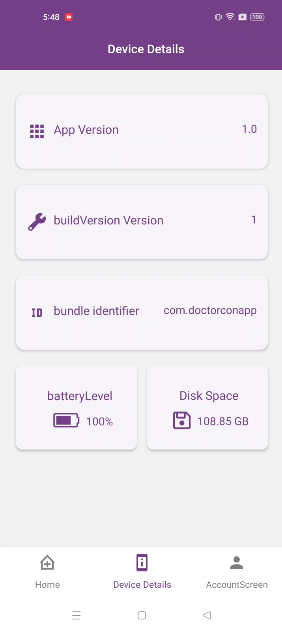 5:48
100
Device Details
App Version 1.0
buildVersion Version 1
ID bundle identifier com.doctorconapp
batteryLevel Disk Space
100% 108.85 GB
Home Device Details AccountScreen